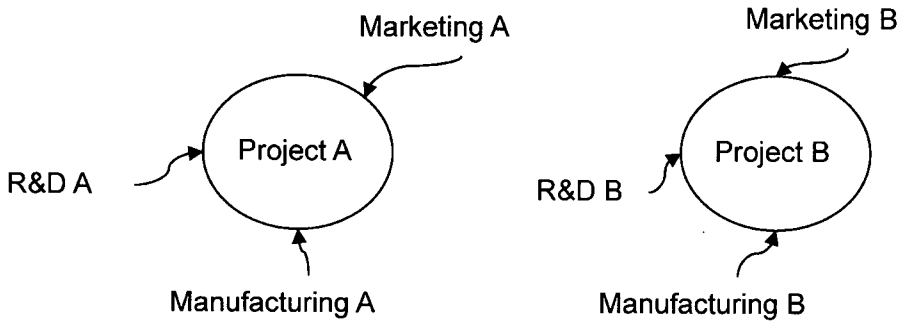 Marketing A
Project A
R&D A
Manufacturing A
Marketing B
Project B
R&D B
Manufacturing B